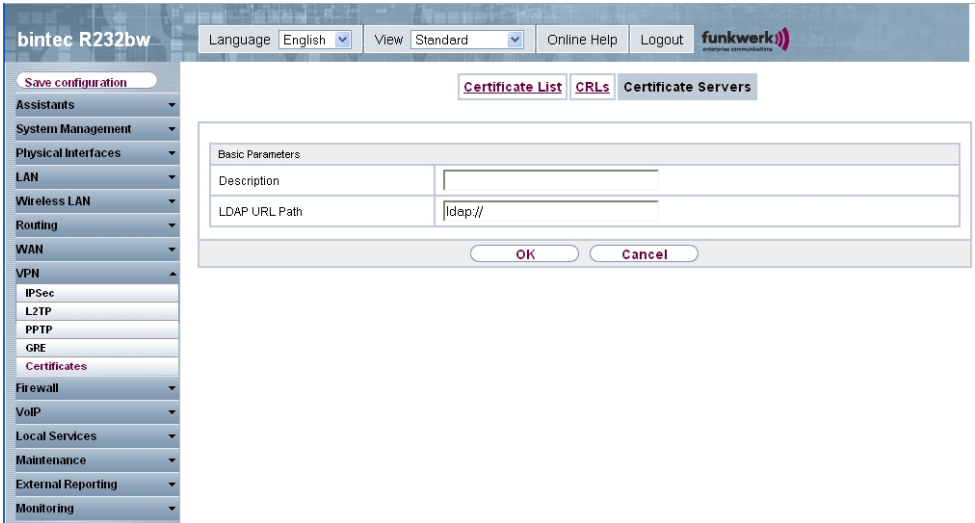 bintec R232bw
Language English View Standard Online Help Logout funkwerk
enterprise communications
Save configuration
Assistants
System Management
Physical Interfaces
LAN
Wireless LAN
Routing
WAN
VPN
IPSec
L2TP
PPTP
GRE
Certificates
Firewall
VoIP
Local Services
Maintenance
External Reporting
Monitoring
Certificate List CRLs Certificate Servers
Basic Parameters
Description
LDAP URL Path ldap://
OK Cancel